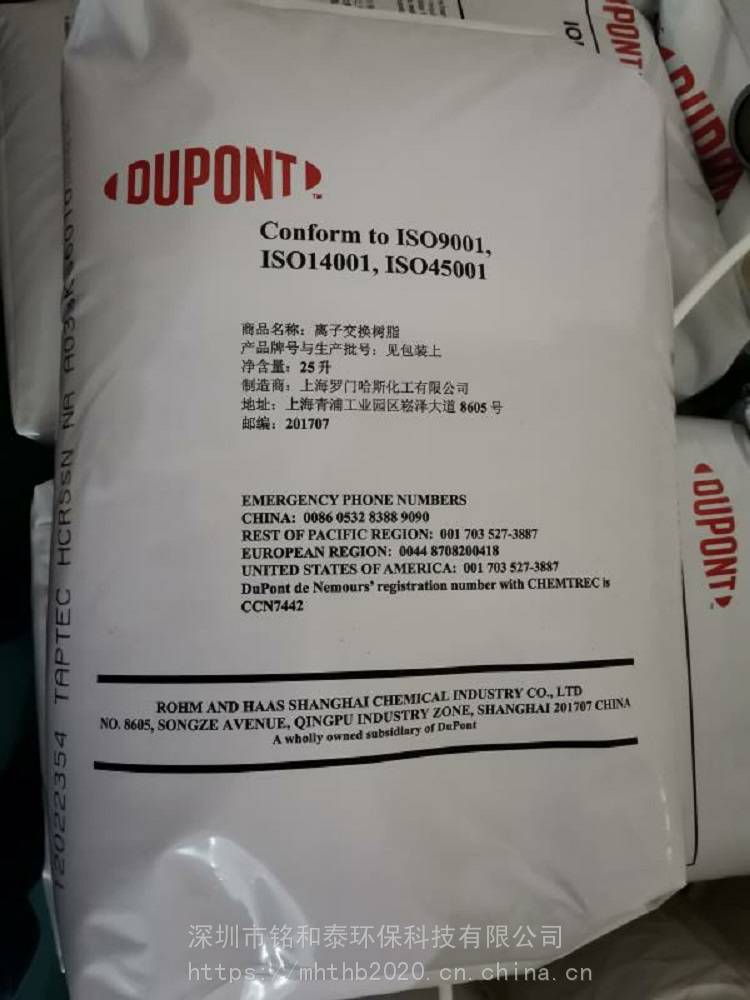 DUPONT
TM
Conform to ISO9001,
ISO14001, ISO45001
商品名称：离子交换树脂
产品牌号与生产批号：见包装上
净含量：25升
制造商：上海罗门哈斯化工有限公司
地址：上海青浦工业园区崧泽大道 8605 号
邮编：201707
EMERGENCY PHONE NUMBERS
CHINA: 0086 0532 8388 9090
REST OF PACIFIC REGION: 001 703 527-3887
EUROPEAN REGION: 0044 8708200418
UNITED STATES OF AMERICA: 001 703 527-3887
DuPont de Nemours' registration number with CHEMTREC is
CCN7442
ROHM AND HAAS SHANGHAI CHEMICAL INDUSTRY CO., LTD
NO. 8605, SONGZE AVENUE, QINGPU INDUSTRY ZONE, SHANGHAI 201707 CHINA
A wholly owned subsidiary of DuPont
TAPTEC HCRSSN NA
DUPONT
DUPONT
DUPONT
深圳市铭和泰环保科技有限公司
https://mhthb2020.cn.china.cn